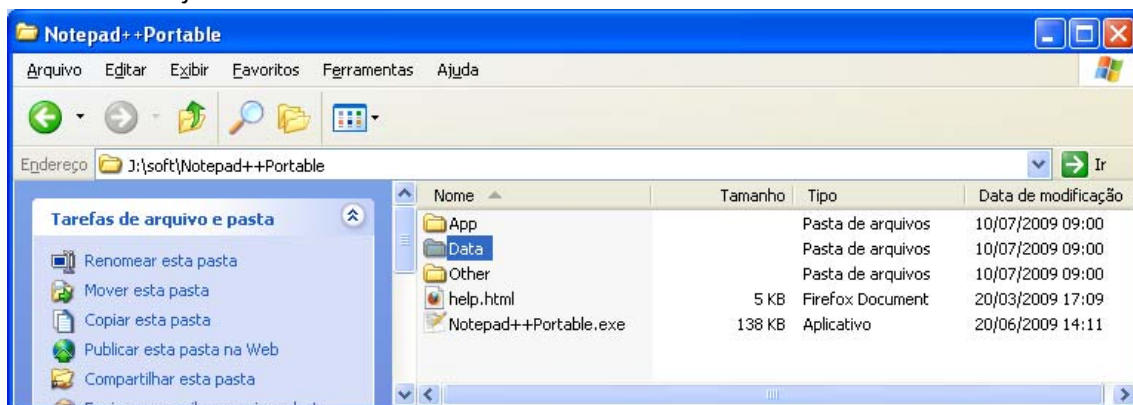 Notepad++Portable
Arquivo Editar Exibir Favoritos Ferramentas Ajuda
Endereço J:\soft\Notepad++Portable Ir
Tarefas de arquivo e pasta
Renomear esta pasta
Mover esta pasta
Copiar esta pasta
Publicar esta pasta na Web
Compartilhar esta pasta
Nome Tamanho Tipo Data de modificação
App Pasta de arquivos 10/07/2009 09:00
Data Pasta de arquivos 10/07/2009 09:00
Other Pasta de arquivos 10/07/2009 09:00
help.html 5 KB Firefox Document 20/03/2009 17:09
Notepad++Portable.exe 138 KB Aplicativo 20/06/2009 14:11